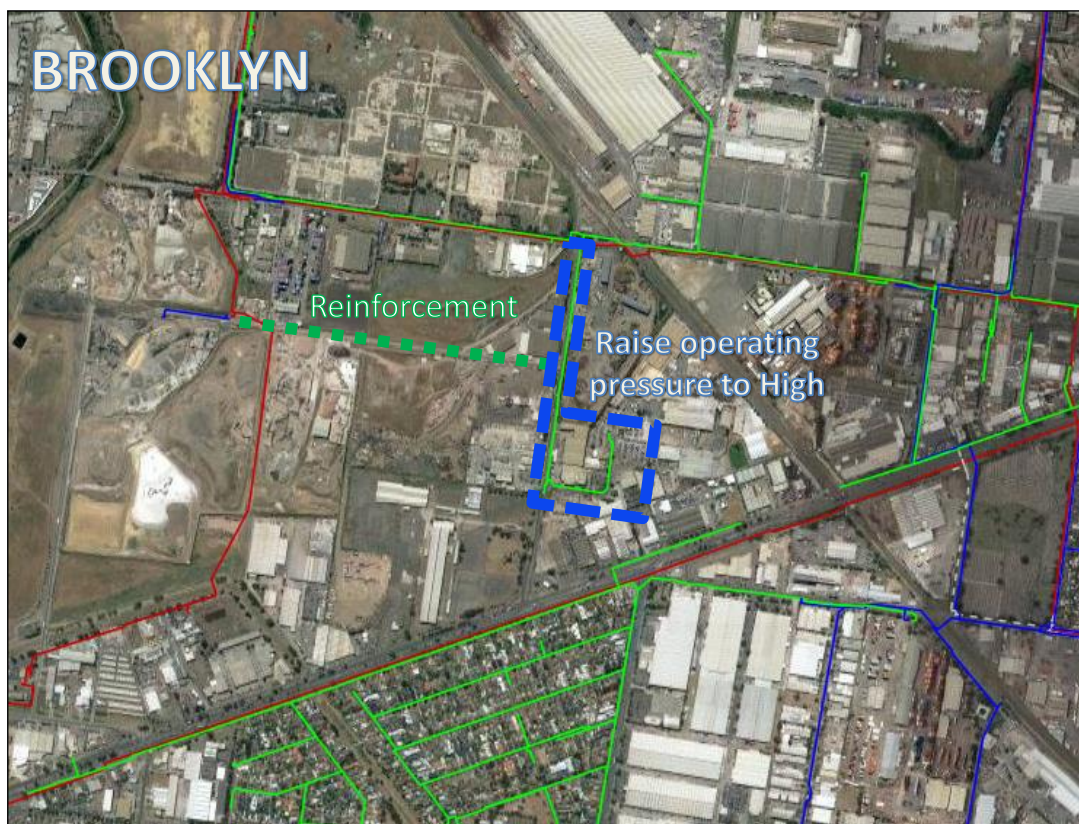 BROOKLYN
Reinforcement
Raise operating
pressure to High